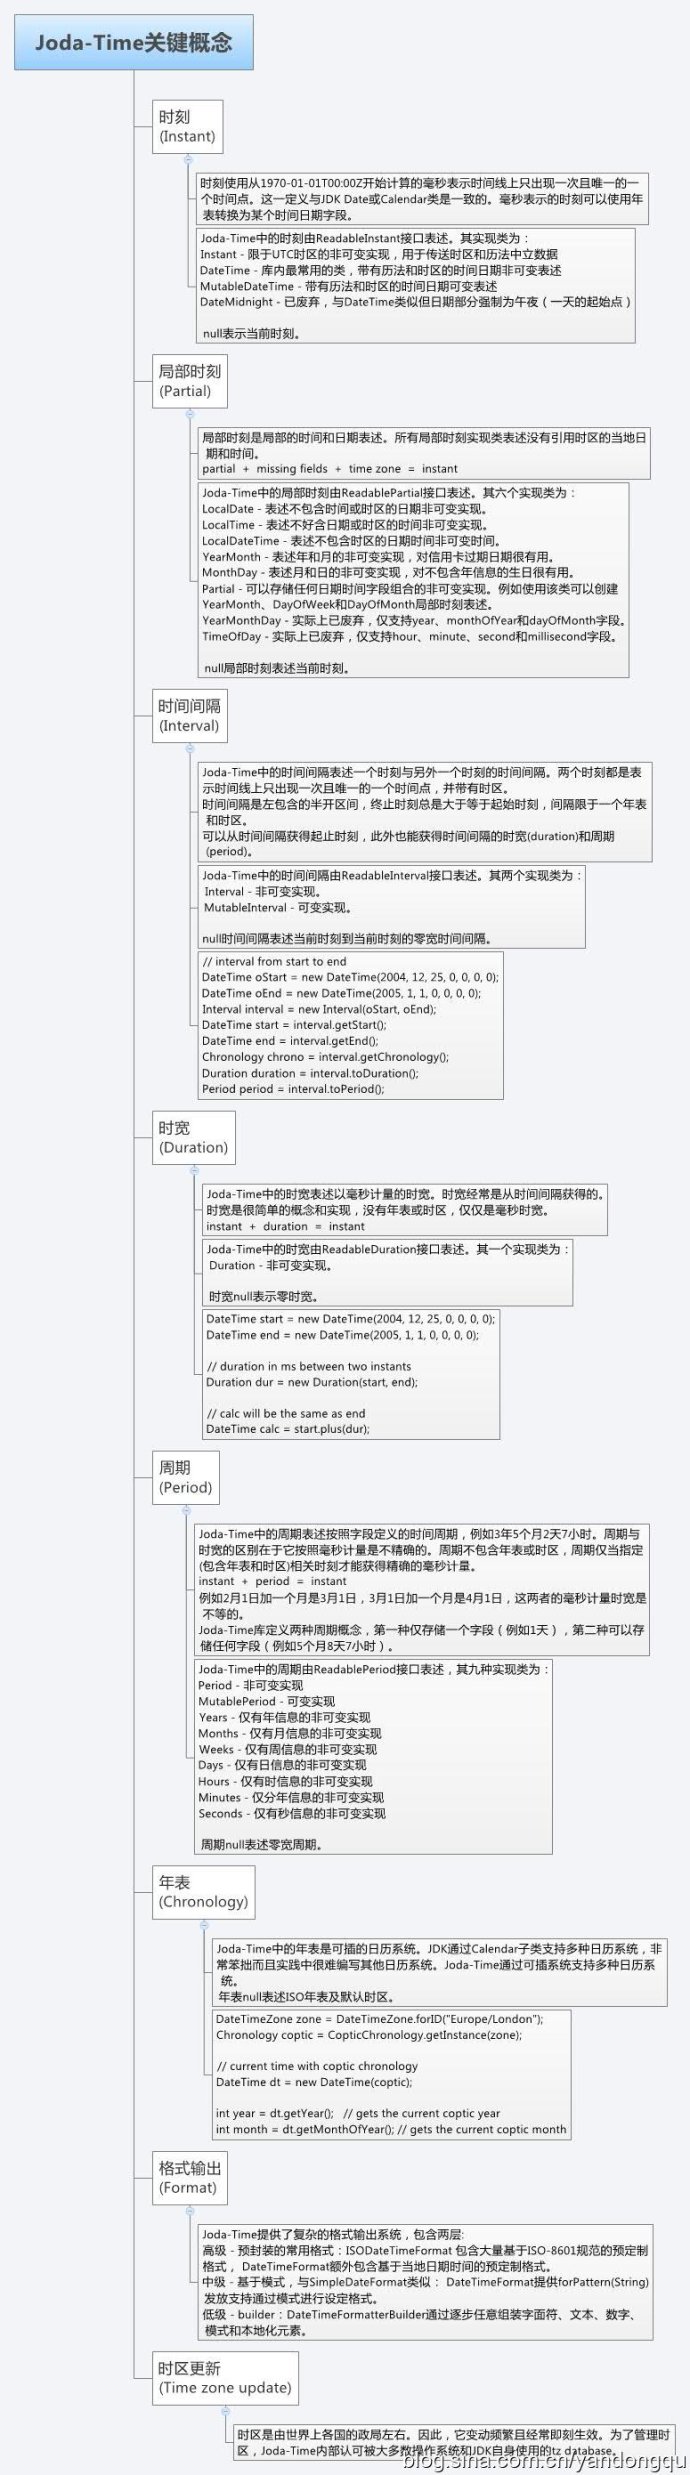 Joda-Time关键概念
时刻
(Instant)
时刻使用从1970-01-01T00:00Z开始计算的毫秒表示时间线上只出现一次且唯一的一
个时间点。这一定义与JDK Date或Calendar类是一致的。毫秒表示的时刻可以使用年
表转换为某个时间日期字段。
Joda-Time中的时刻由ReadableInstant接口表述。其实现类为：
Instant - 限于UTC时区的非可变实现，用于传送时区和历法中立数据
DateTime - 库内最常用的类，带有历法和时区的时间日期非可变表述
MutableDateTime - 带有历法和时区的时间日期可变表述
DateMidnight - 已废弃，与DateTime类似但日期部分强制为午夜（一天的起始点）
null表示当前时刻。
局部时刻
(Partial)
局部时刻是局部的时间和日期表述。所有局部时刻实现类表述没有引用时区的当地日
期和时间。
partial + missing fields + time zone = instant
Joda-Time中的局部时刻由ReadablePartial接口表述。其六个实现类为：
LocalDate - 表述不包含时间或时区的日期非可变实现。
LocalTime - 表述不好含日期或时区的时间非可变实现。
LocalDateTime - 表述不包含时区的日期时间非可变时间。
YearMonth - 表述年和月的非可变实现，对信用卡过期日期很有用。
MonthDay - 表述月和日的非可变实现，对不包含年信息的生日很有用。
Partial - 可以存储任何日期时间字段组合的非可变实现。例如使用该类可以创建
YearMonth、DayOfWeek和DayOfMonth局部时刻表述。
YearMonthDay - 实际上已废弃，仅支持year、monthOfYear和dayOfMonth字段。
TimeOfDay - 实际上已废弃，仅支持hour、minute、second和millisecond字段。
null局部时刻表述当前时刻。
时间间隔
(Interval)
Joda-Time中的时间间隔表述一个时刻与另外一个时刻的时间间隔。两个时刻都是表
示时间线上只出现一次且唯一的一个时间点，并带有时区。
时间间隔是左包含的半开区间，终止时刻总是大于等于起始时刻，间隔限于一个年表
和时区。
可以从时间间隔获得起止时刻，此外也能获得时间间隔的时宽(duration)和周期
(period)。
Joda-Time中的时间间隔由ReadableInterval接口表述。其两个实现类为：
Interval - 非可变实现。
MutableInterval - 可变实现。
null时间间隔表述当前时刻到当前时刻的零宽时间间隔。
// interval from start to end
DateTime oStart = new DateTime(2004, 12, 25, 0, 0, 0, 0);
DateTime oEnd = new DateTime(2005, 1, 1, 0, 0, 0, 0);
Interval interval = new Interval(oStart, oEnd);
DateTime start = interval.getStart();
DateTime end = interval.getEnd();
Chronology chrono = interval.getChronology();
Duration duration = interval.toDuration();
Period period = interval.toPeriod();
时宽
(Duration)
Joda-Time中的时宽表述以毫秒计量的时宽。时宽经常是从时间间隔获得的。
时宽是很简单的概念和实现，没有年表或时区，仅仅是毫秒时宽。
instant + duration = instant
Joda-Time中的时宽由ReadableDuration接口表述。其一个实现类为：
Duration - 非可变实现。
时宽null表示零时宽。
DateTime start = new DateTime(2004, 12, 25, 0, 0, 0, 0);
DateTime end = new DateTime(2005, 1, 1, 0, 0, 0, 0);
// duration in ms between two instants
Duration dur = new Duration(start, end);
// calc will be the same as end
DateTime calc = start.plus(dur);
周期
(Period)
Joda-Time中的周期表述按照字段定义的时间周期，例如3年5个月2天7小时。周期与
时宽的区别在于它按照毫秒计量是不精确的。周期不包含年表或时区，周期仅当指定
(包含年表和时区)相关时刻才能获得精确的毫秒计量。
instant + period = instant
例如2月1日加一个月是3月1日，3月1日加一个月是4月1日，这两者的毫秒计量时宽是
不等的。
Joda-Time库定义两种周期概念，第一种仅存储一个字段（例如1天），第二种可以存
储任何字段（例如5个月8天7小时）。
Joda-Time中的周期由ReadablePeriod接口表述，其九种实现类为：
Period - 非可变实现
MutablePeriod - 可变实现
Years - 仅有年信息的非可变实现
Months - 仅有月信息的非可变实现
Weeks - 仅有周信息的非可变实现
Days - 仅有日信息的非可变实现
Hours - 仅有时信息的非可变实现
Minutes - 仅分年信息的非可变实现
Seconds - 仅有秒信息的非可变实现
周期null表述零宽周期。
年表
(Chronology)
Joda-Time中的年表是可插的日历系统。JDK通过Calendar子类支持多种日历系统，非
常笨拙而且实践中很难编写其他日历系统。Joda-Time通过可插系统支持多种日历系
统。
年表null表述ISO年表及默认时区。
DateTimeZone zone = DateTimeZone.forID("Europe/London");
Chronology coptic = CopticChronology.getInstance(zone);
// current time with coptic chronology
DateTime dt = new DateTime(coptic);
int year = dt.getYear(); // gets the current coptic year
int month = dt.getMonthOfYear(); // gets the current coptic month
格式输出
(Format)
Joda-Time提供了复杂的格式输出系统，包含两层:
高级 - 预封装的常用格式：ISODateTimeFormat 包含大量基于ISO-8601规范的预定制
格式， DateTimeFormat额外包含基于当地日期时间的预定制格式。
中级 - 基于模式，与SimpleDateFormat类似： DateTimeFormat提供forPattern(String)
发放支持通过模式进行设定格式。
低级 - builder：DateTimeFormatterBuilder通过逐步任意组装字面符、文本、数字、
模式和本地化元素。
时区更新
(Time zone update)
时区是由世界上各国的政局左右。因此，它变动频繁且经常即刻生效。为了管理时
区，Joda-Time内部认可被大多数操作系统和JDK自身使用的tz database。
blog.sina.com.cn/yandongqu